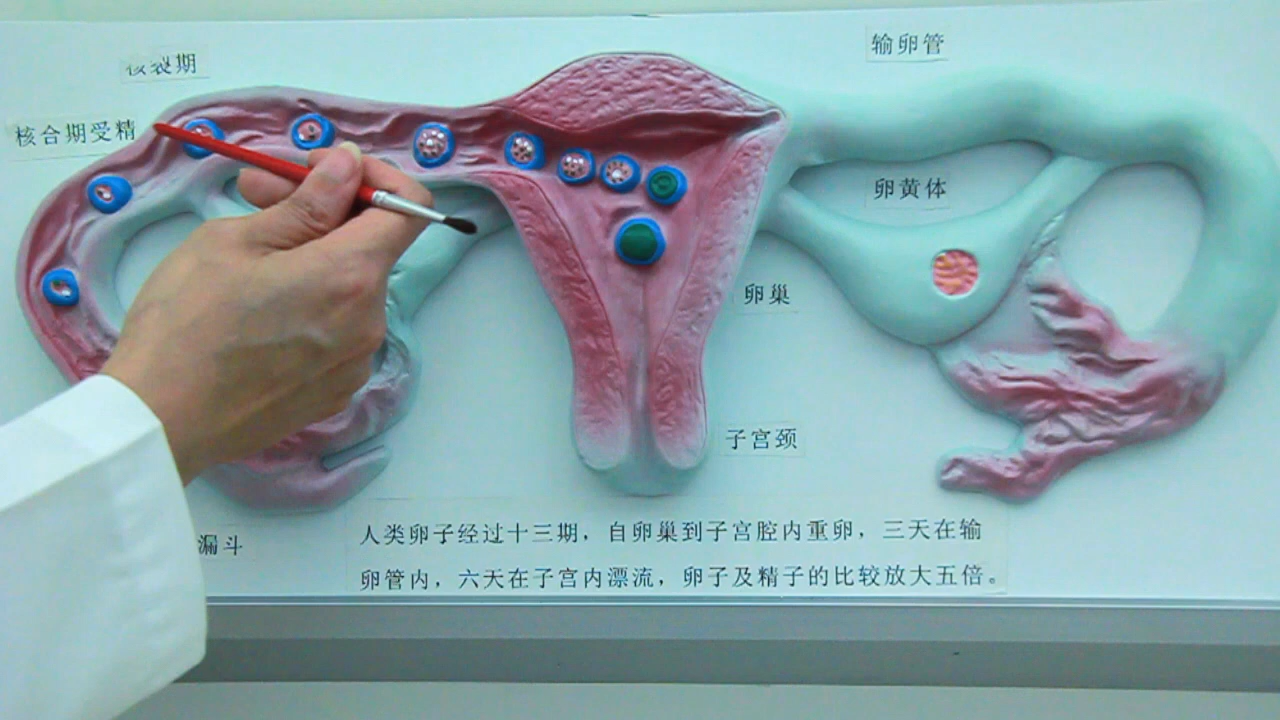 输卵管
核裂期
核合期受精
卵黄体
卵巢
子宫颈
漏斗
人类卵子经过十三期，自卵巢到子宫腔内重卵，三天在输
卵管内，六天在子宫内漂流，卵子及精子的比较放大五倍。